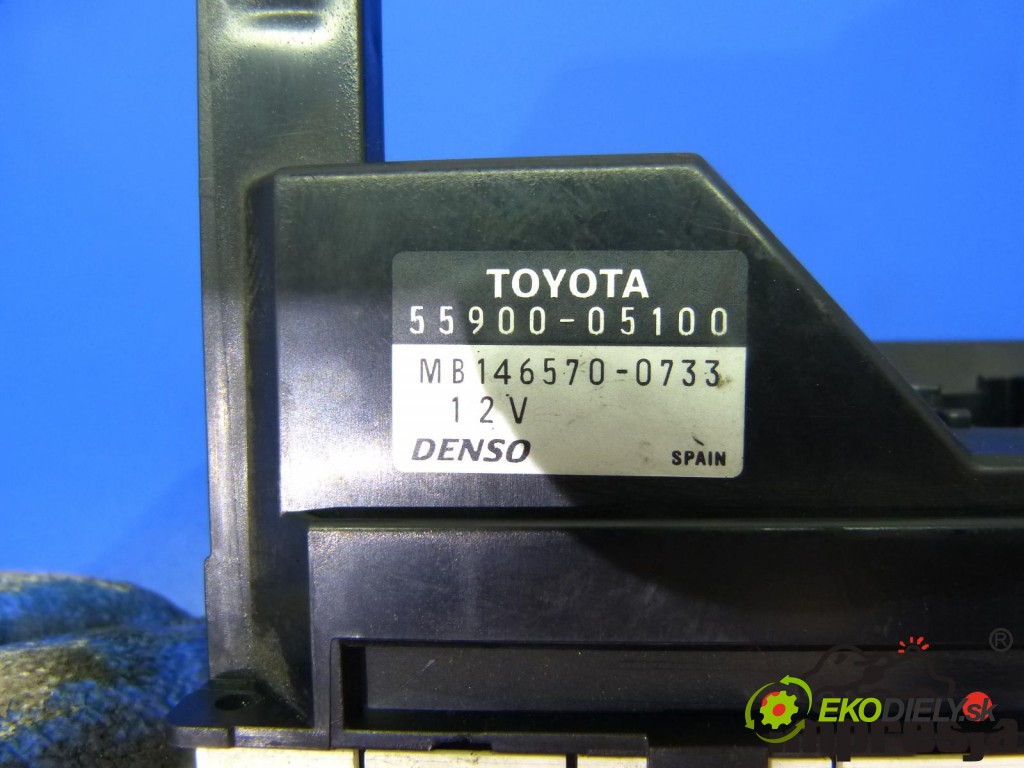 TOYOTA
55900-05100
MB146570-0733
12V
DENSO SPAIN
®
EKODIELY.sk